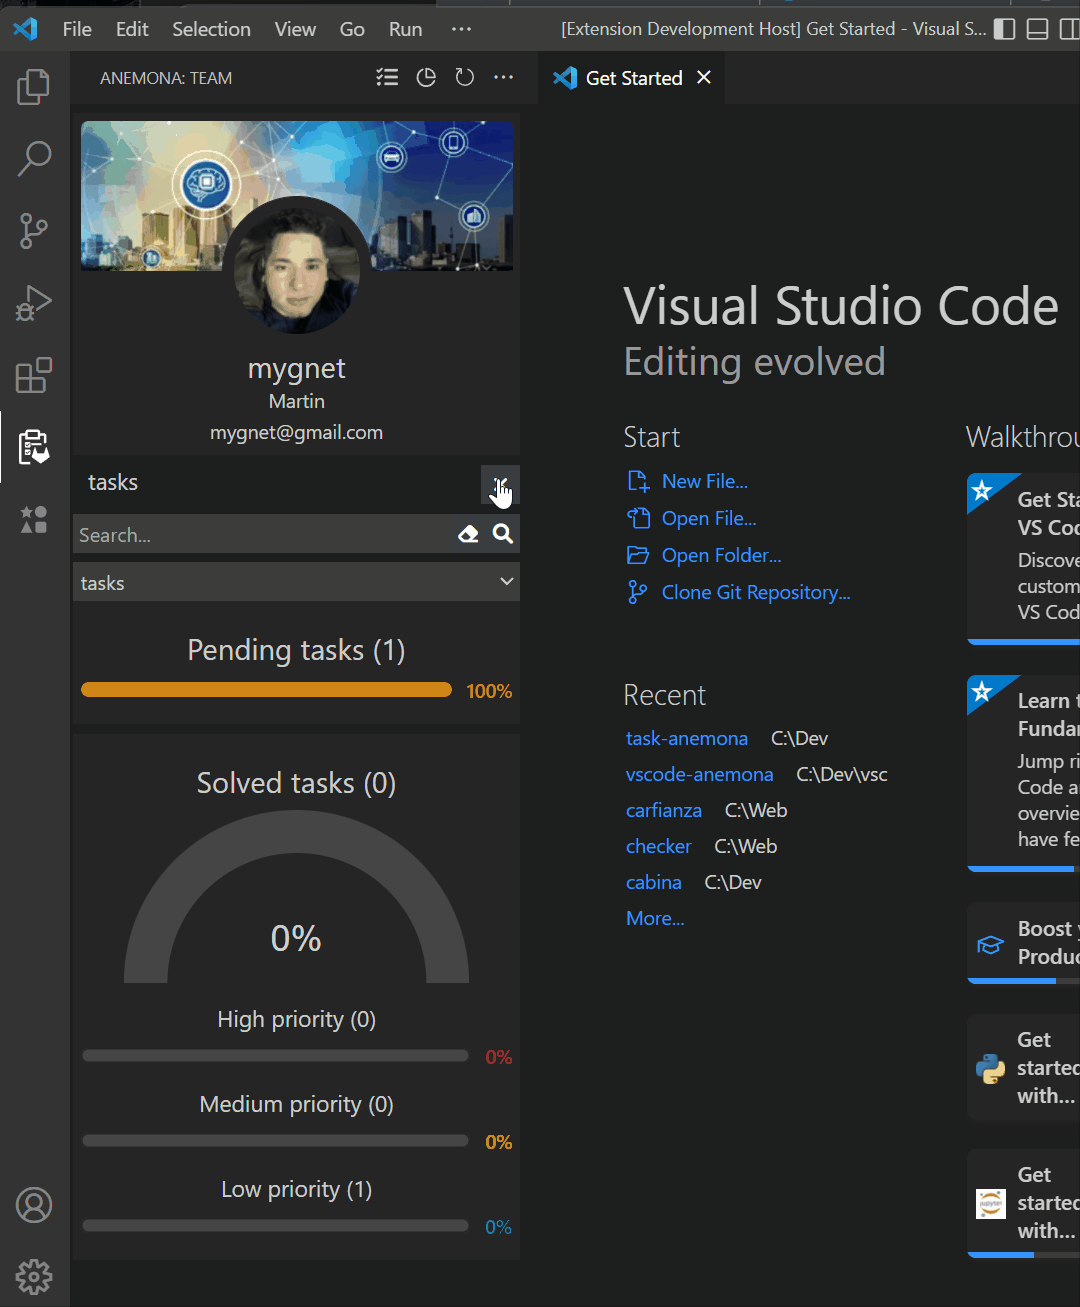 File Edit Selection View Go Run ···
[Extension Development Host] Get Started - Visual S...
ANEMONA: TEAM
Get Started
mygnet
Martin
mygnet@gmail.com
tasks
Search...
tasks
Pending tasks (1)
100%
Solved tasks (0)
0%
High priority (0)
0%
Medium priority (0)
0%
Low priority (1)
0%
Visual Studio Code
Editing evolved
Start
New File...
Open File...
Open Folder...
Clone Git Repository...
Recent
task-anemona C:\Dev
vscode-anemona C:\Dev\vsc
carfianza C:\Web
checker C:\Web
cabina C:\Dev
More...
Walkthrou
Get Sta
VS Cod
Discove
custom
VS Cod
Learn t
Fundam
Jump ri
Code a
overvie
have fe
Boost y
Produc
Get
started
with...
Get
started
with...
jupyter